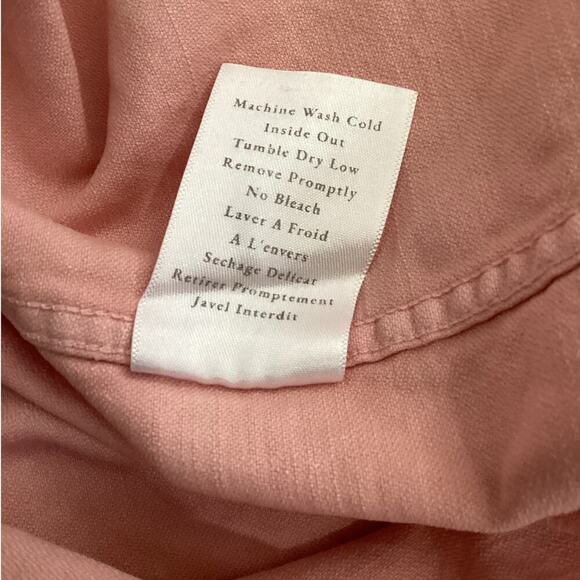 Machine Wash Cold
Inside Out
Tumble Dry Low
Remove Promptly
No Bleach
Laver A Froid
A L'envers
Sechage Delicat
Retirer Promptement
Javel Interdit